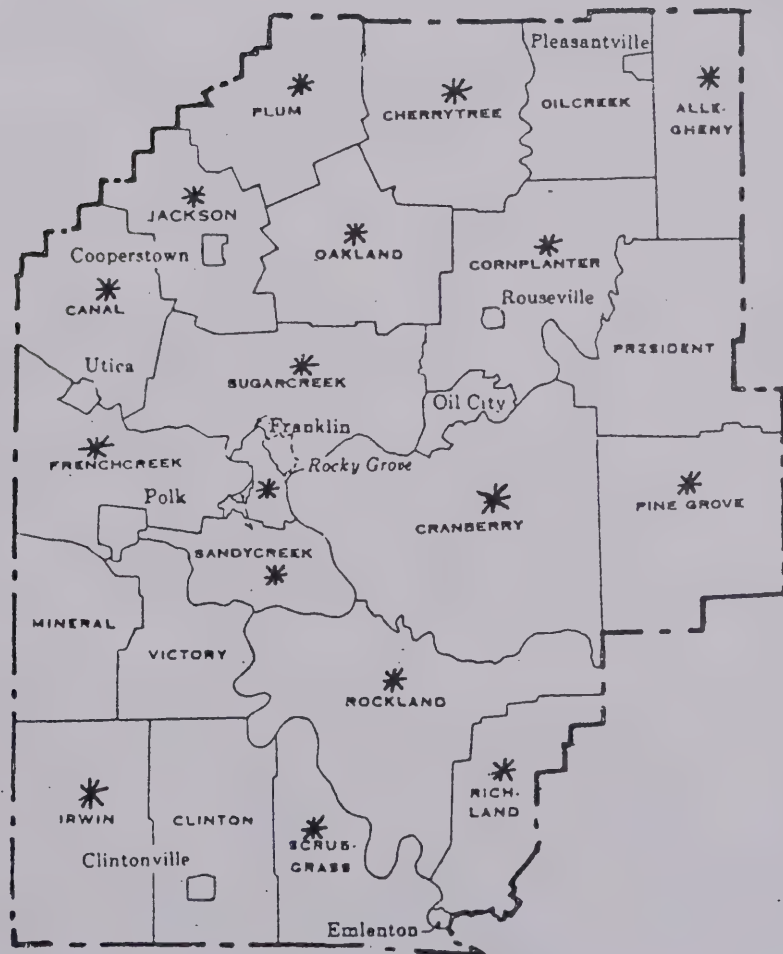 Pleasantville
PLUM
CHERRYTREE
OILCREEK
ALLE-
GHENY
JACKSON
Cooperstown
OAKLAND
CORNPLANTER
CANAL
Rouseville
PRESIDENT
Utica
SUGARCREEK
Oil City
Franklin
FRENCHCREEK
Rocky Grove
Polk
CRANBERRY
PINE GROVE
SANDYCREEK
MINERAL
VICTORY
ROCKLAND
IRWIN
CLINTON
RICH-
LAND
SCRUB-
GRASS
Clintonville
Emlenton